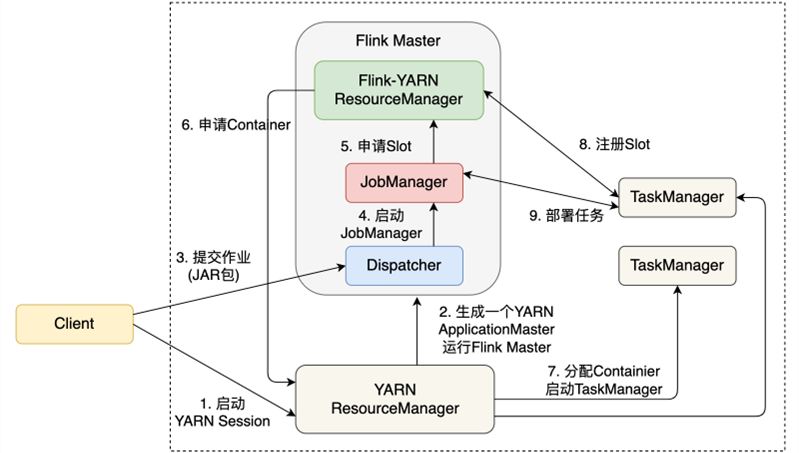 Flink Master
Flink-YARN
ResourceManager
6. 申请Container
5. 申请Slot
8. 注册Slot
JobManager
TaskManager
9. 部署任务
4. 启动
JobManager
3. 提交作业
(JAR包)
Dispatcher
TaskManager
Client
2. 生成一个YARN
ApplicationMaster
运行Flink Master
7. 分配Containier
启动TaskManager
YARN
ResourceManager
1. 启动
YARN Session